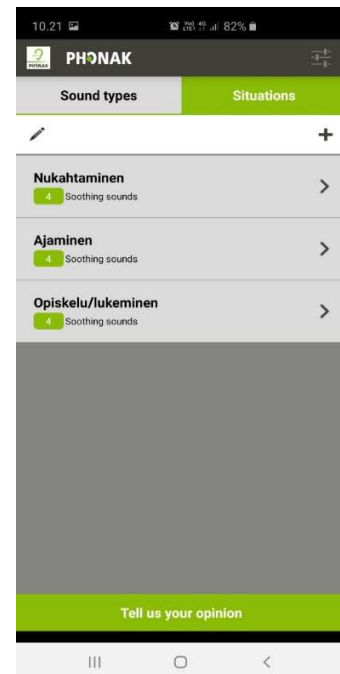 10.21 82%
PHONAK PHONAK
Sound types Situations
Nukahtaminen
4 Soothing sounds
Ajaminen
4 Soothing sounds
Opiskelu/lukeminen
4 Soothing sounds
Tell us your opinion